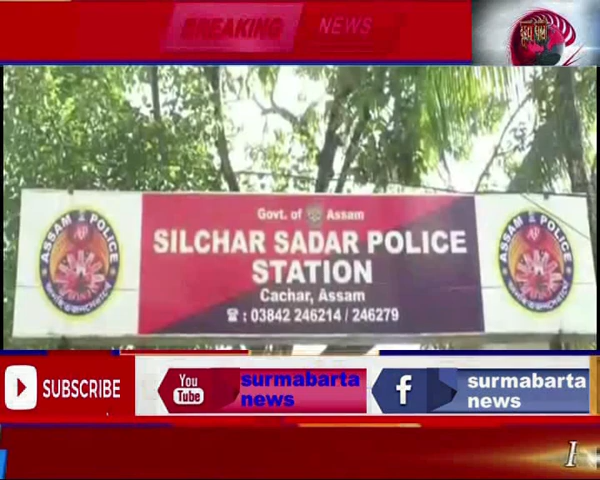 BREAKING NEWS
Govt. of Assam
SILCHAR SADAR POLICE
STATION
Cachar, Assam
☎ : 03842 246214 / 246279
ASSAM POLICE
ASSAM POLICE
SUBSCRIBE
You
Tube
surmabarta
news
f
surmabarta
news